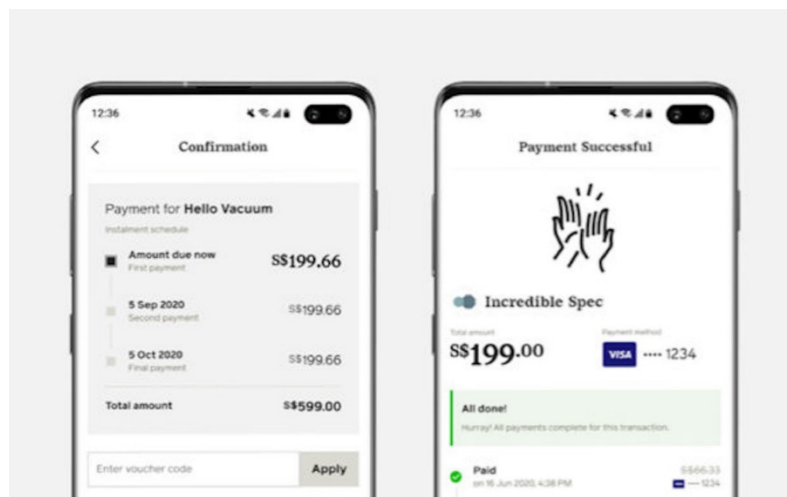 12:36
Confirmation
Payment for Hello Vacuum
Instalment schedule
Amount due now
First payment
S$199.66
5 Sep 2020
Second payment
S$199.66
5 Oct 2020
Final payment
S$199.66
Total amount
S$599.00
Enter voucher code
Apply
12:36
Payment Successful
Incredible Spec
Total amount
S$199.00
Payment method
VISA •••• 1234
All done!
Hurray! All payments complete for this transaction.
Paid
on 16 Jun 2020, 4:38 PM
S$66.33
1234